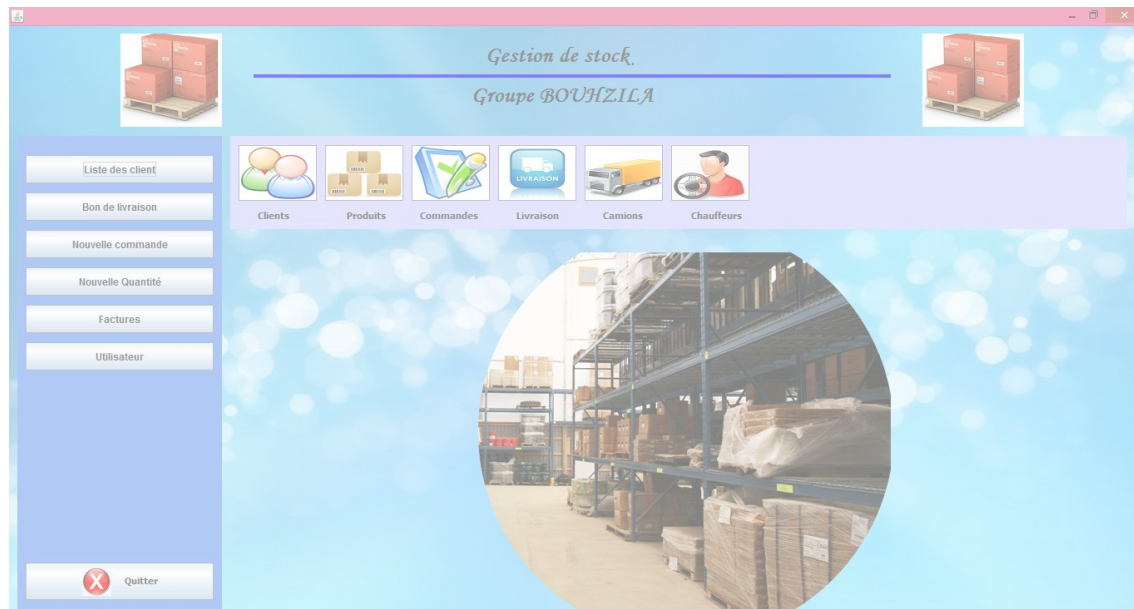 Gestion de stock.
Groupe BOUHZILA
Liste des client
Bon de livraison
Nouvelle commande
Nouvelle Quantité
Factures
Utilisateur
Quitter
LIVRAISON
Clients Produits Commandes Livraison Camions Chauffeurs